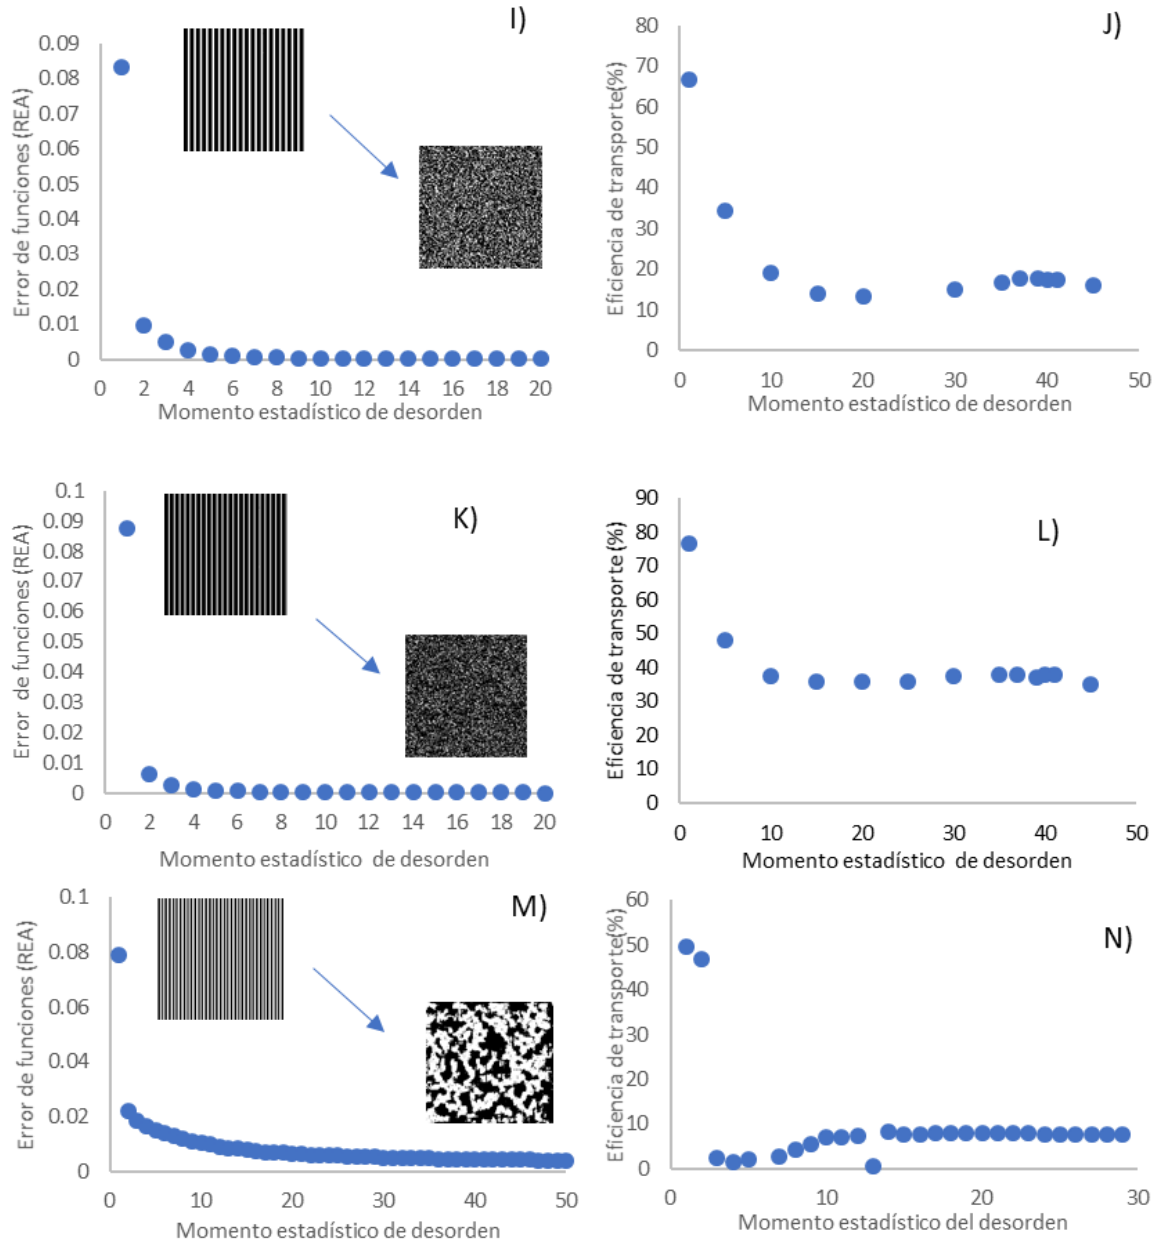 I)
Error de funciones (REA)
0.09
0.08
0.07
0.06
0.05
0.04
0.03
0.02
0.01
0
0 2 4 6 8 10 12 14 16 18 20
Momento estadístico de desorden
J)
Eficiencia de transporte(%)
80
70
60
50
40
30
20
10
0
0 10 20 30 40 50
Momento estadístico de desorden
K)
Error de funciones (REA)
0.1
0.09
0.08
0.07
0.06
0.05
0.04
0.03
0.02
0.01
0
0 2 4 6 8 10 12 14 16 18 20
Momento estadístico de desorden
L)
Eficiencia de transporte(%)
90
80
70
60
50
40
30
20
10
0
0 10 20 30 40 50
Momento estadístico de desorden
M)
Error de funciones (REA)
0.1
0.08
0.06
0.04
0.02
0
0 10 20 30 40 50
Momento estadístico de desorden
N)
Eficiencia de transporte(%)
60
50
40
30
20
10
0
0 10 20 30
Momento estadístico del desorden